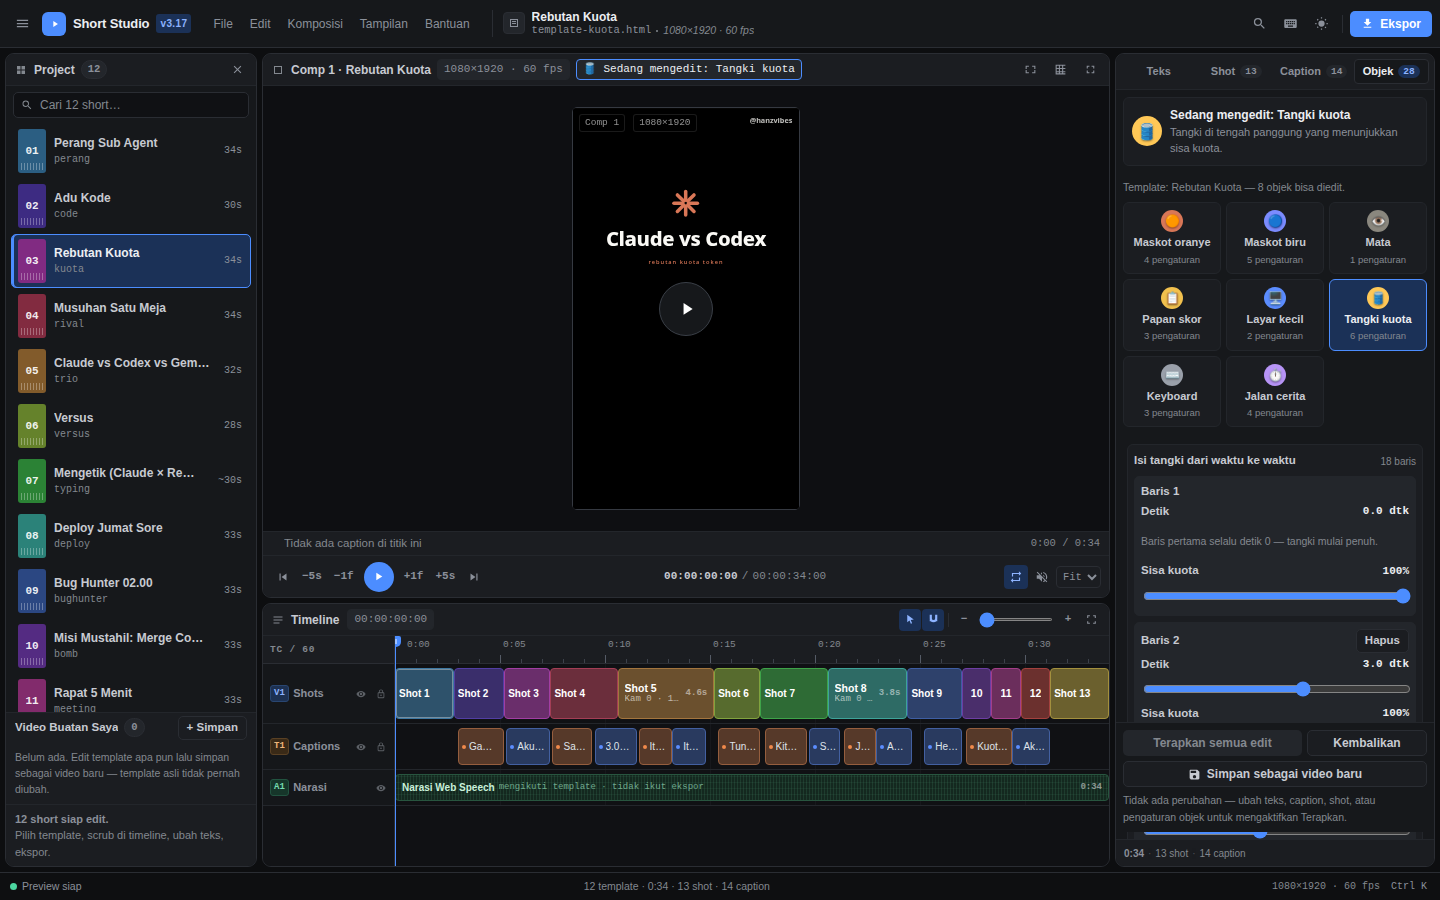 Short Studio v3.17 File Edit Komposisi Tampilan Bantuan
Rebutan Kuota
template-kuota.html · 1080×1920 · 60 fps
Ekspor
Project 12
Cari 12 short…
01 Perang Sub Agent
perang
34s
02 Adu Kode
code
30s
03 Rebutan Kuota
kuota
34s
04 Musuhan Satu Meja
rival
34s
05 Claude vs Codex vs Gem…
trio
32s
06 Versus
versus
28s
07 Mengetik (Claude × Re…
typing
~30s
08 Deploy Jumat Sore
deploy
33s
09 Bug Hunter 02.00
bughunter
33s
10 Misi Mustahil: Merge Co…
bomb
33s
11 Rapat 5 Menit
meeting
33s
Video Buatan Saya 0 + Simpan
Belum ada. Edit template apa pun lalu simpan
sebagai video baru — template asli tidak pernah
diubah.
12 short siap edit.
Pilih template, scrub di timeline, ubah teks,
ekspor.
Comp 1 · Rebutan Kuota 1080×1920 · 60 fps Sedang mengedit: Tangki kuota
Comp 1 1080×1920 @hanzvibes
Claude vs Codex
rebutan kuota token
Tidak ada caption di titik ini 0:00 / 0:34
−5s −1f +1f +5s 00:00:00:00 / 00:00:34:00 Fit
Timeline 00:00:00:00 − +
TC / 60 0:00 0:05 0:10 0:15 0:20 0:25 0:30
V1 Shots
Shot 1 Shot 2 Shot 3 Shot 4 Shot 5 Kam 0 · 1… 4.6s Shot 6 Shot 7 Shot 8 Kam 0 … 3.8s Shot 9 10 11 12 Shot 13
T1 Captions
Ga… Aku… Sa… 3.0… It… It… Tun… Kit… S… J… A… He… Kuot… Ak…
A1 Narasi
Narasi Web Speech mengikuti template · tidak ikut ekspor 0:34
Teks Shot 13 Caption 14 Objek 28
Sedang mengedit: Tangki kuota
Tangki di tengah panggung yang menunjukkan
sisa kuota.
Template: Rebutan Kuota — 8 objek bisa diedit.
Maskot oranye
4 pengaturan
Maskot biru
5 pengaturan
Mata
1 pengaturan
Papan skor
3 pengaturan
Layar kecil
2 pengaturan
Tangki kuota
6 pengaturan
Keyboard
3 pengaturan
Jalan cerita
4 pengaturan
Isi tangki dari waktu ke waktu 18 baris
Baris 1
Detik 0.0 dtk
Baris pertama selalu detik 0 — tangki mulai penuh.
Sisa kuota 100%
Baris 2 Hapus
Detik 3.0 dtk
Sisa kuota 100%
Terapkan semua edit Kembalikan
Simpan sebagai video baru
Tidak ada perubahan — ubah teks, caption, shot, atau
pengaturan objek untuk mengaktifkan Terapkan.
0:34 · 13 shot · 14 caption
Preview siap 12 template · 0:34 · 13 shot · 14 caption 1080×1920 · 60 fps Ctrl K